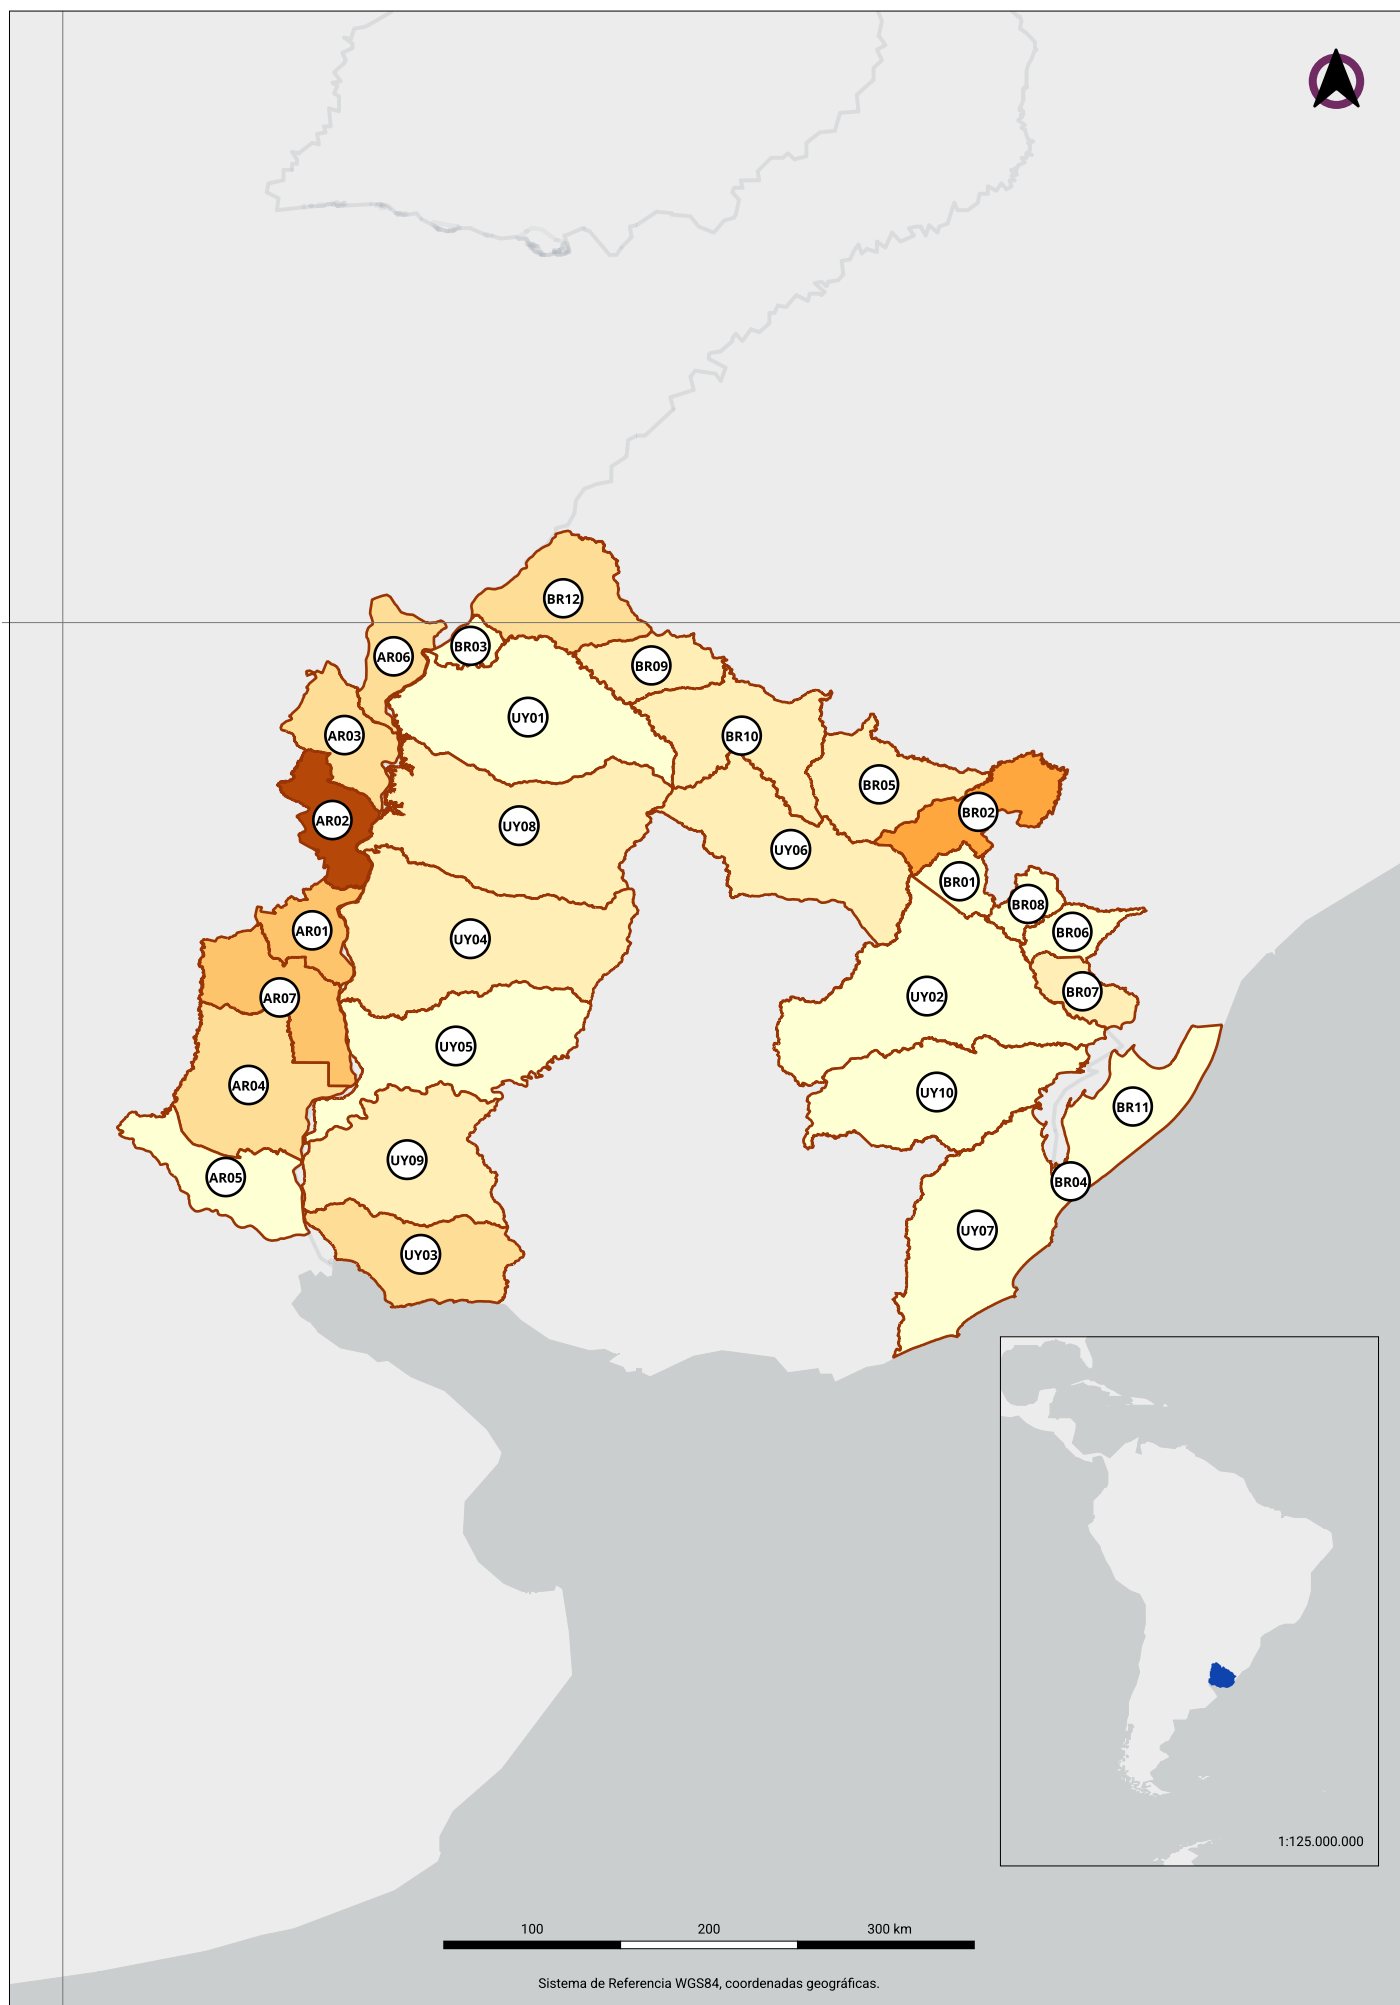 BR12
BR03
AR06
BR09
UY01
AR03
BR10
BR05
BR02
AR02
UY08
UY06
BR01
BR08
AR01
BR06
UY04
BR07
UY02
AR07
UY05
AR04
UY10
BR11
UY09
AR05
BR04
UY07
UY03
1:125.000.000
100 200 300 km
Sistema de Referencia WGS84, coordenadas geográficas.